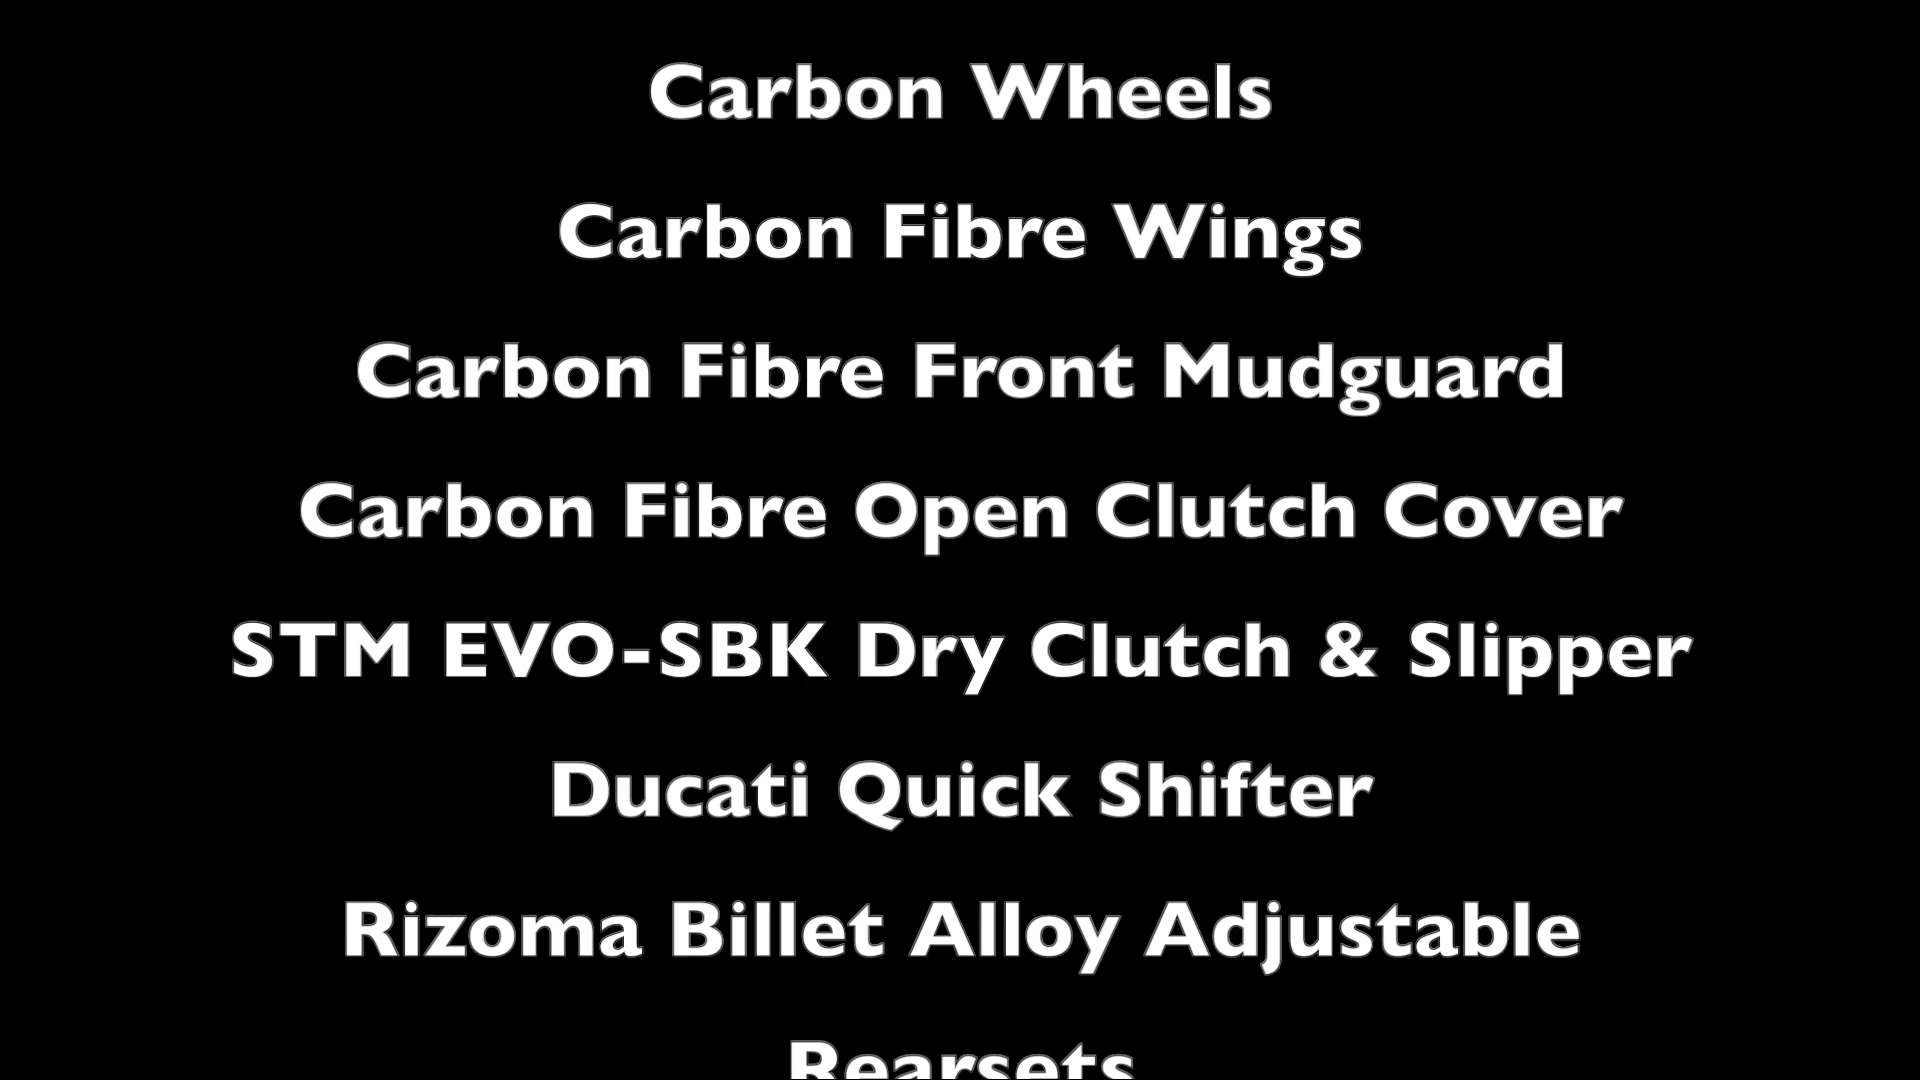 Carbon Wheels
Carbon Fibre Wings
Carbon Fibre Front Mudguard
Carbon Fibre Open Clutch Cover
STM EVO-SBK Dry Clutch & Slipper
Ducati Quick Shifter
Rizoma Billet Alloy Adjustable
Rearsets